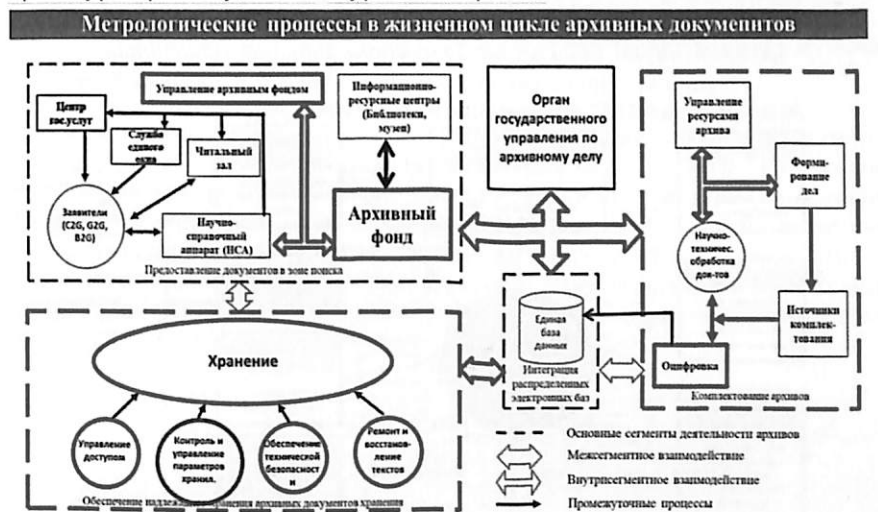 Метрологические процессы в жизненном цикле архивных докумепитов
Управление архивным фондом
Информационно-
ресурсные центры
(Библиотеки,
музеи)
Центр
гос.услуг
Служба
единого
окна
Читальный
зал
Заявители
(C2G, G2G,
B2G)
Научно-
справочный
аппарат (НСА)
Архивный
фонд
Предоставление документов в зоне поиска
Орган
государственного
управления по
архивному делу
Управление
ресурсами
архива
Форми-
рование
дел
Научно-
техничес.
обработка
док-тов
Источники
комплек-
тования
Оцифровка
Комплектование архивов
Единая
база
данных
Интеграция
распределенных
электронных баз
Хранение
Управление
доступом
Контроль и
управление
параметров
хранил.
Обеспечение
технической
безопасност
и
Ремонт и
восстанов-
ление
текстов
Обеспечение надлеж хранения архивных документов хранения
Основные сегменты деятельности архивов
Межсегментное взаимодействие
Внутрисегментное взаимодействие
Промежуточные процессы